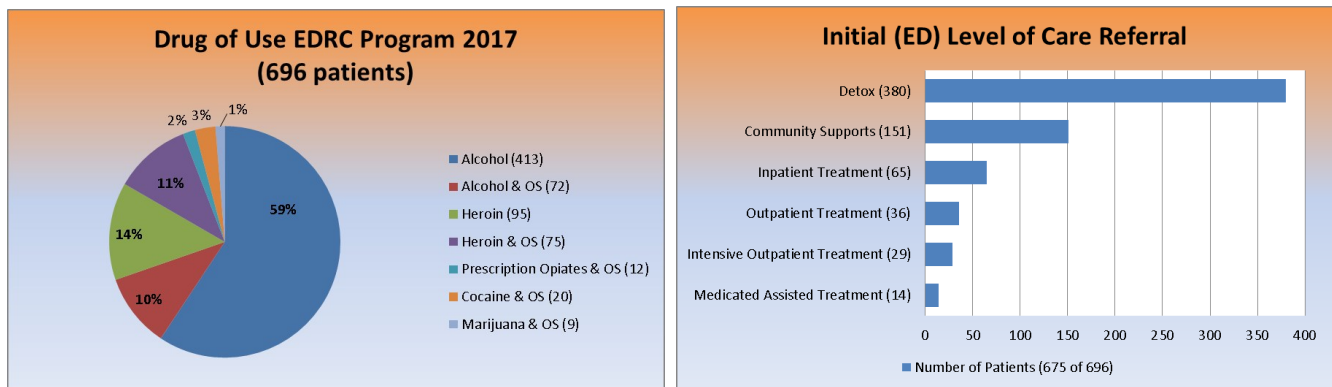 Drug of Use EDRC Program 2017
(696 patients)
1%
3%
2%
11%
59%
14%
10%
Alcohol (413)
Alcohol & OS (72)
Heroin (95)
Heroin & OS (75)
Prescription Opiates & OS (12)
Cocaine & OS (20)
Marijuana & OS (9)
Initial (ED) Level of Care Referral
Detox (380)
Community Supports (151)
Inpatient Treatment (65)
Outpatient Treatment (36)
Intensive Outpatient Treatment (29)
Medicated Assisted Treatment (14)
0 50 100 150 200 250 300 350 400
Number of Patients (675 of 696)